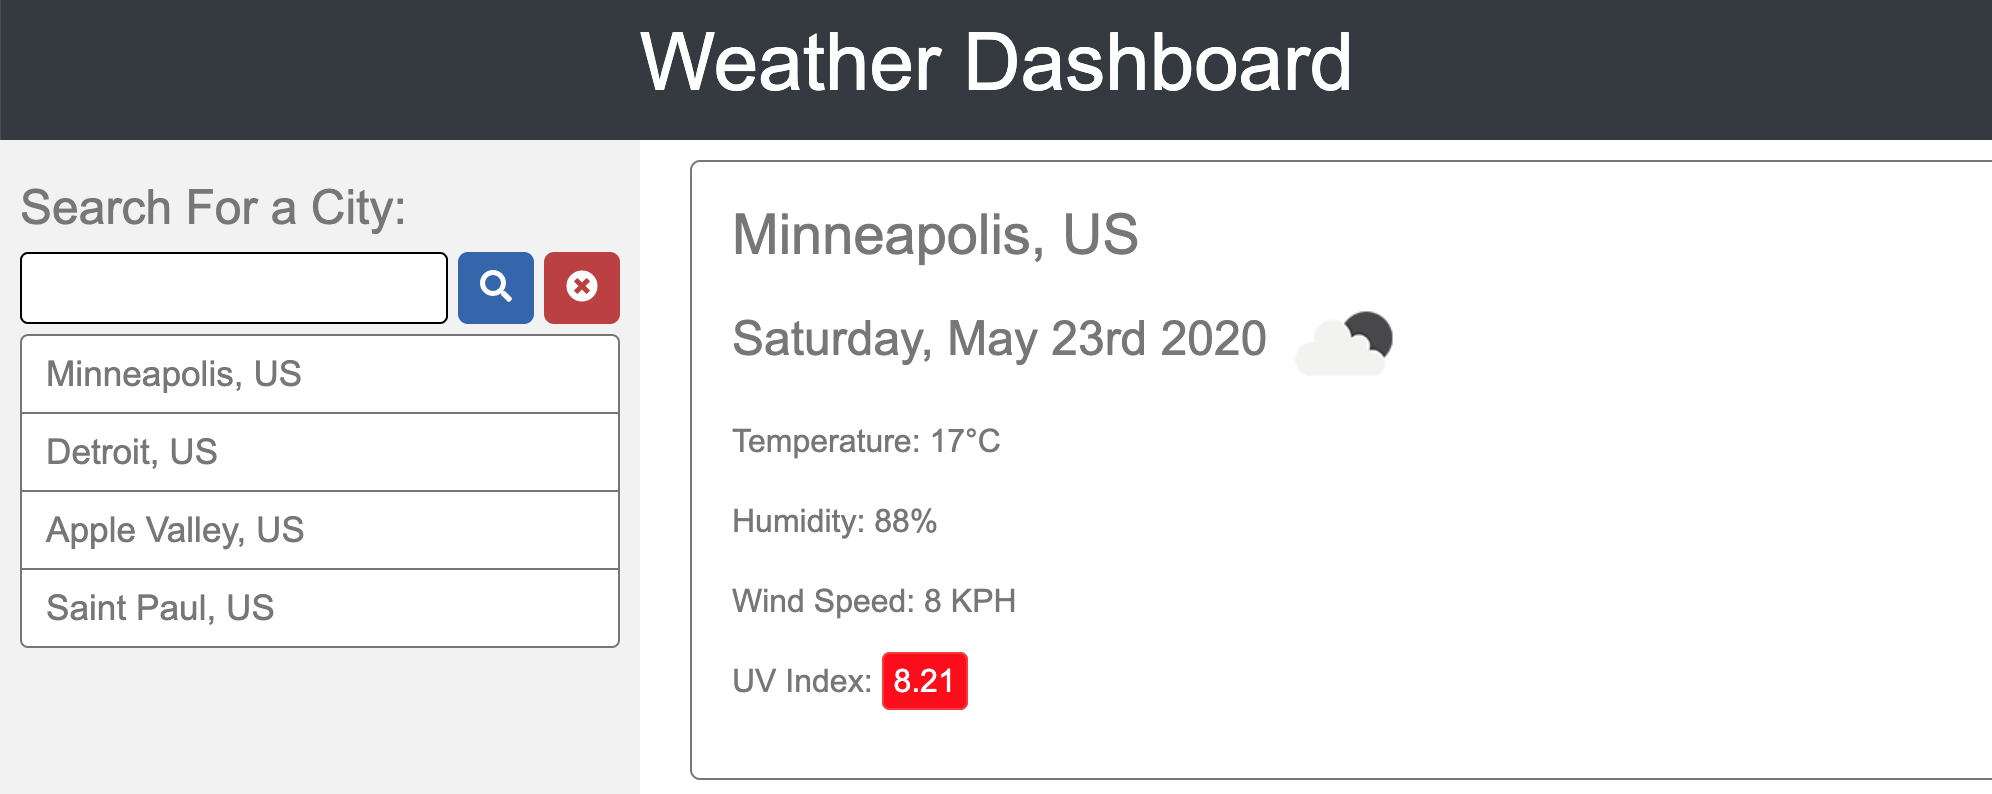 Weather Dashboard
Search For a City:
Minneapolis, US
Detroit, US
Apple Valley, US
Saint Paul, US
Minneapolis, US
Saturday, May 23rd 2020
Temperature: 17°C
Humidity: 88%
Wind Speed: 8 KPH
UV Index: 8.21